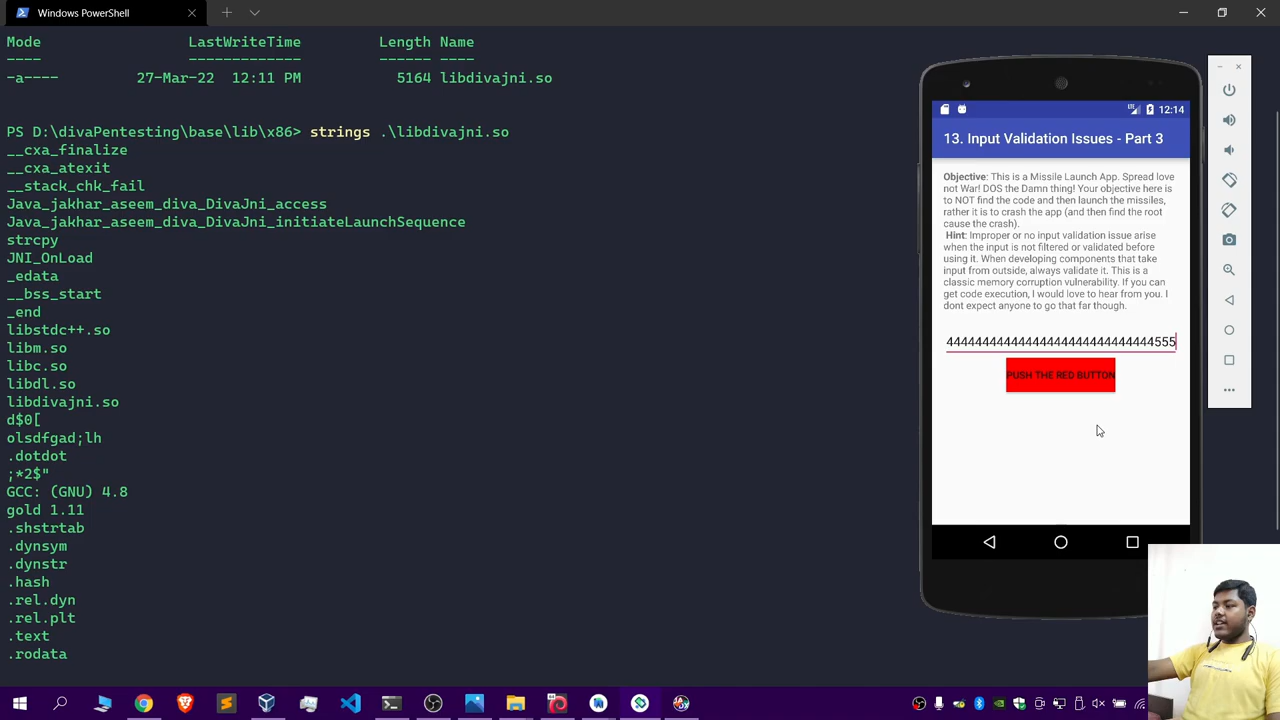 Windows PowerShell
Mode LastWriteTime Length Name
---- ------------- ------ ----
-a---- 27-Mar-22 12:11 PM 5164 libdivajni.so
PS D:\divaPentesting\base\lib\x86> strings .\libdivajni.so
__cxa_finalize
__cxa_atexit
__stack_chk_fail
Java_jakhar_aseem_diva_DivaJni_access
Java_jakhar_aseem_diva_DivaJni_initiateLaunchSequence
strcpy
JNI_OnLoad
_edata
__bss_start
_end
libstdc++.so
libm.so
libc.so
libdl.so
libdivajni.so
d$0[
olsdfgad;lh
.dotdot
;*2$"
GCC: (GNU) 4.8
gold 1.11
.shstrtab
.dynsym
.dynstr
.hash
.rel.dyn
.rel.plt
.text
.rodata
12:14
13. Input Validation Issues - Part 3
Objective: This is a Missile Launch App. Spread love
not War! DOS the Damn thing! Your objective here is
to NOT find the code and then launch the missiles,
rather it is to crash the app (and then find the root
cause the crash).
Hint: Improper or no input validation issue arise
when the input is not filtered or validated before
using it. When developing components that take
input from outside, always validate it. This is a
classic memory corruption vulnerability. If you can
get code execution, I would love to hear from you. I
dont expect anyone to go that far though.
44444444444444444444444444444555
PUSH THE RED BUTTON